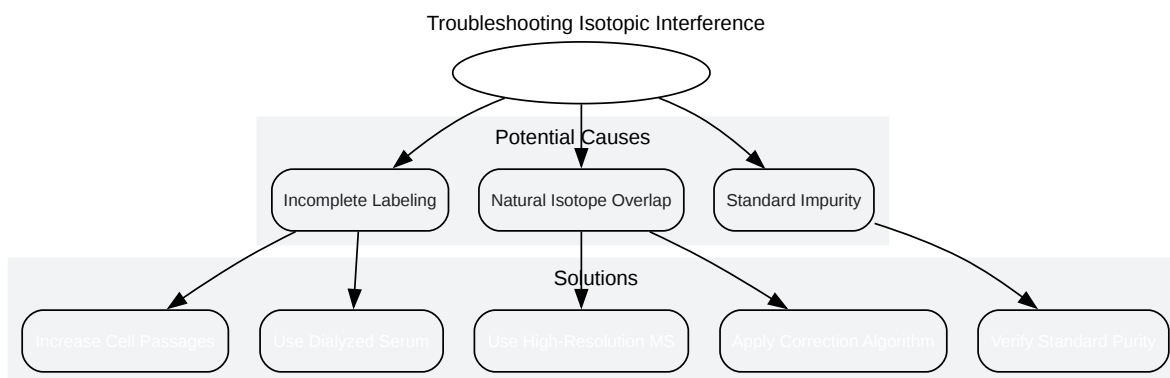 Troubleshooting Isotopic Interference
Potential Causes
Incomplete Labeling
Natural Isotope Overlap
Standard Impurity
Solutions
Increase Cell Passages
Use Dialyzed Serum
Use High-Resolution MS
Apply Correction Algorithm
Verify Standard Purity